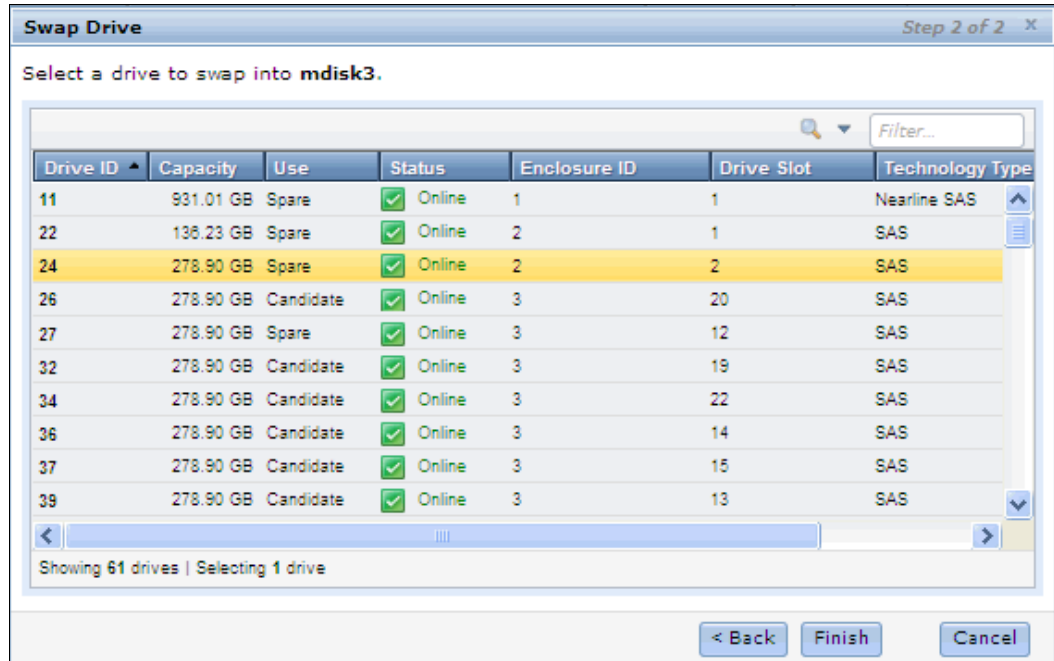 Swap Drive Step 2 of 2 x
Select a drive to swap into mdisk3.
Filter...
Drive ID Capacity Use Status Enclosure ID Drive Slot Technology Type
11 931.01 GB Spare Online 1 1 Nearline SAS
22 136.23 GB Spare Online 2 1 SAS
24 278.90 GB Spare Online 2 2 SAS
26 278.90 GB Candidate Online 3 20 SAS
27 278.90 GB Spare Online 3 12 SAS
32 278.90 GB Candidate Online 3 19 SAS
34 278.90 GB Candidate Online 3 22 SAS
36 278.90 GB Candidate Online 3 14 SAS
37 278.90 GB Candidate Online 3 15 SAS
39 278.90 GB Candidate Online 3 13 SAS
Showing 61 drives | Selecting 1 drive
< Back Finish Cancel